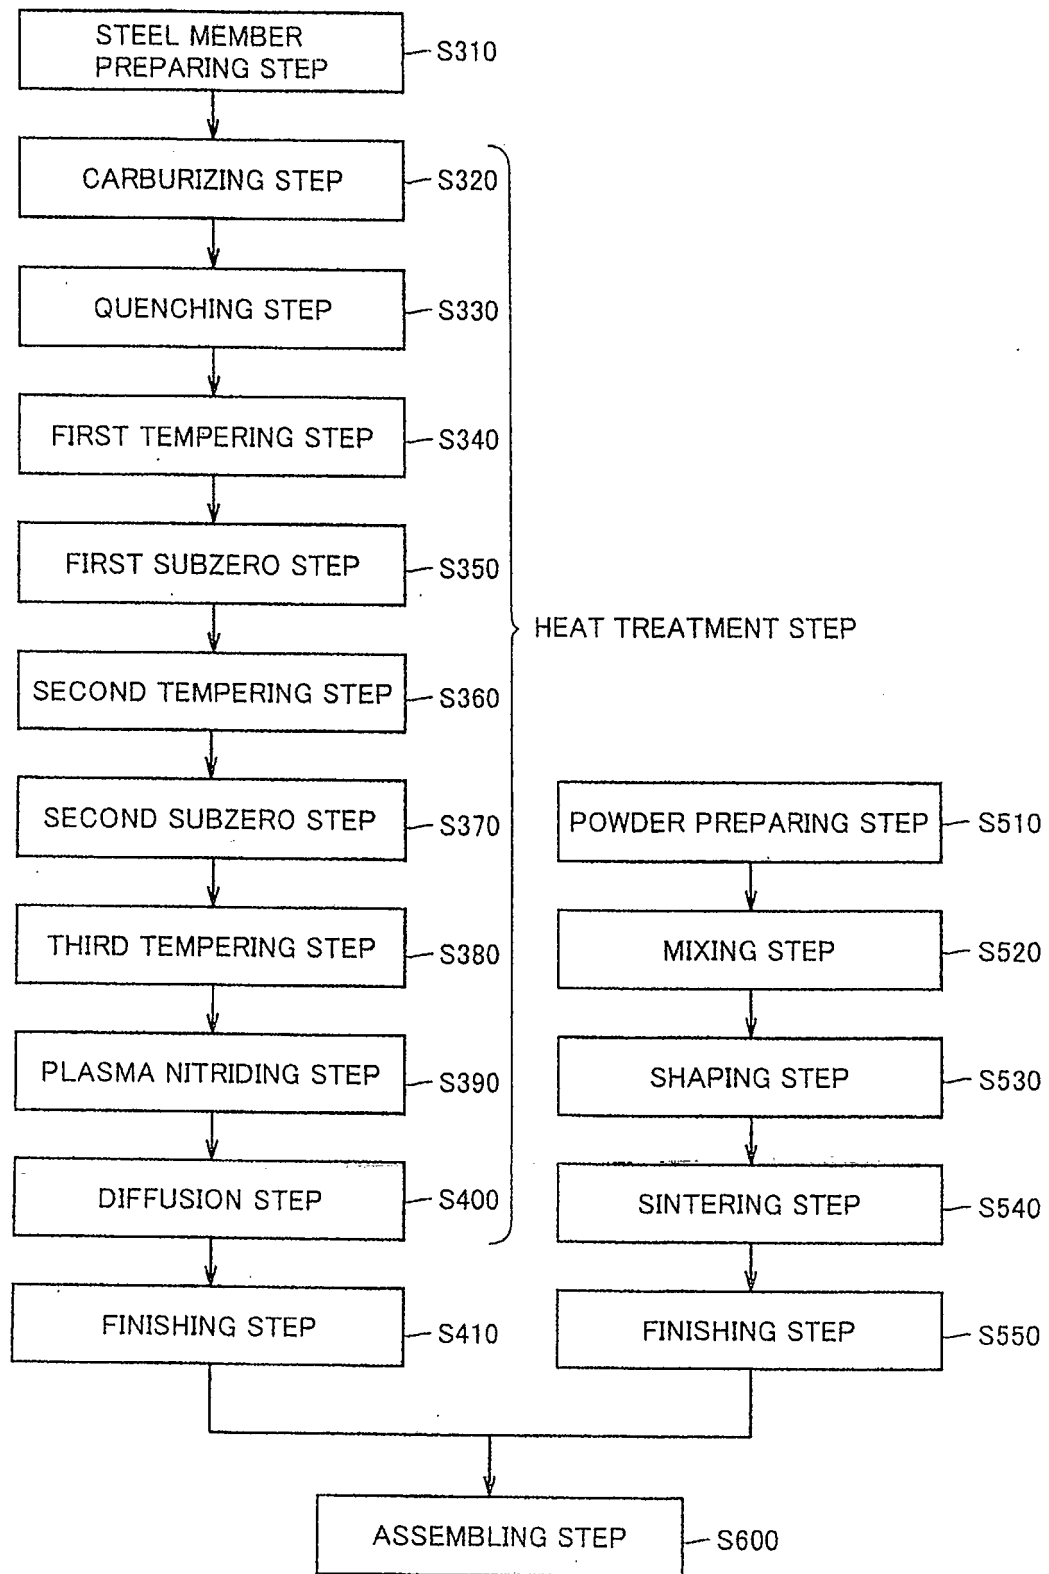 STEEL MEMBER
PREPARING STEP
S310
CARBURIZING STEP
S320
QUENCHING STEP
S330
FIRST TEMPERING STEP
S340
FIRST SUBZERO STEP
S350
HEAT TREATMENT STEP
SECOND TEMPERING STEP
S360
SECOND SUBZERO STEP
S370
THIRD TEMPERING STEP
S380
PLASMA NITRIDING STEP
S390
DIFFUSION STEP
S400
FINISHING STEP
S410
POWDER PREPARING STEP
S510
MIXING STEP
S520
SHAPING STEP
S530
SINTERING STEP
S540
FINISHING STEP
S550
ASSEMBLING STEP
S600